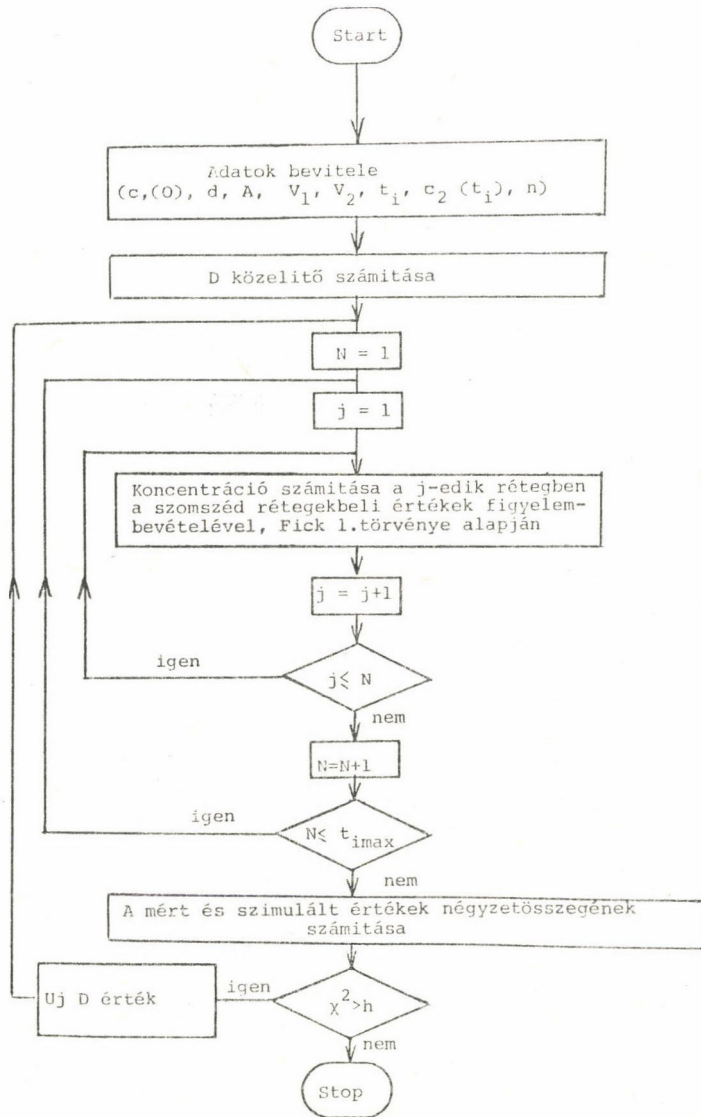 Start
Adatok bevitele
(c,(O), d, A, V₁, V₂, tᵢ, c₂ (tᵢ), n)
D közelitő számitása
N = 1
j = 1
Koncentráció számitása a j-edik rétegben
a szomszéd rétegekbeli értékek figyelem-
bevételével, Fick 1.törvénye alapján
j = j+1
igen
j≤ N
nem
N=N+1
igen
N≤ t_imax
nem
A mért és szimulált értékek négyzetösszegének
számitása
Uj D érték
igen
χ²>h
nem
Stop